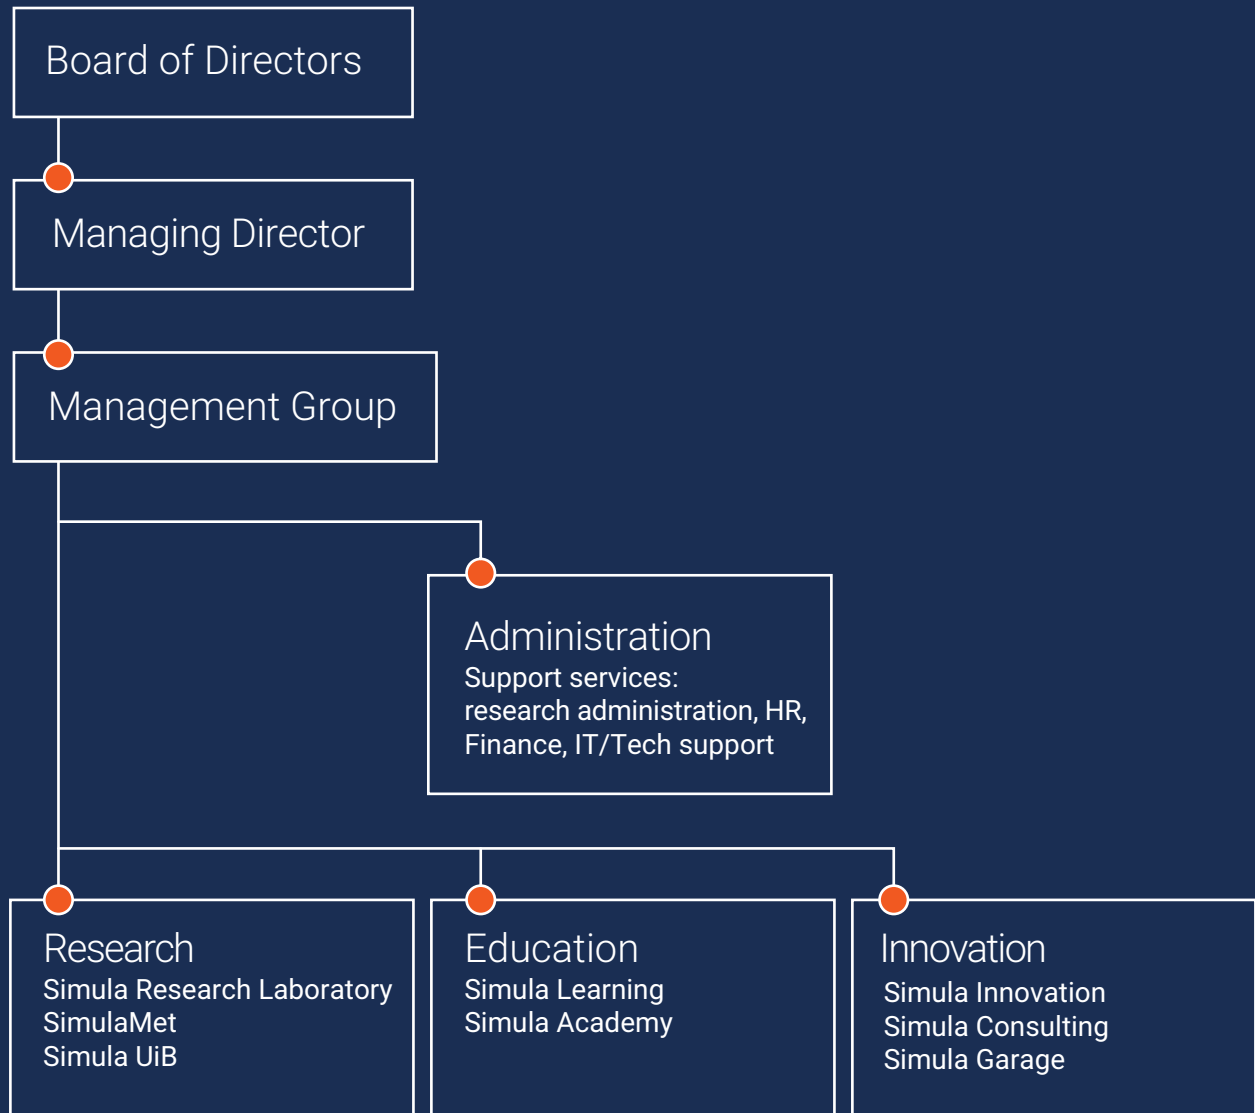 Board of Directors
Managing Director
Management Group
Administration
Support services:
research administration, HR,
Finance, IT/Tech support
Research
Simula Research Laboratory
SimulaMet
Simula UiB
Education
Simula Learning
Simula Academy
Innovation
Simula Innovation
Simula Consulting
Simula Garage